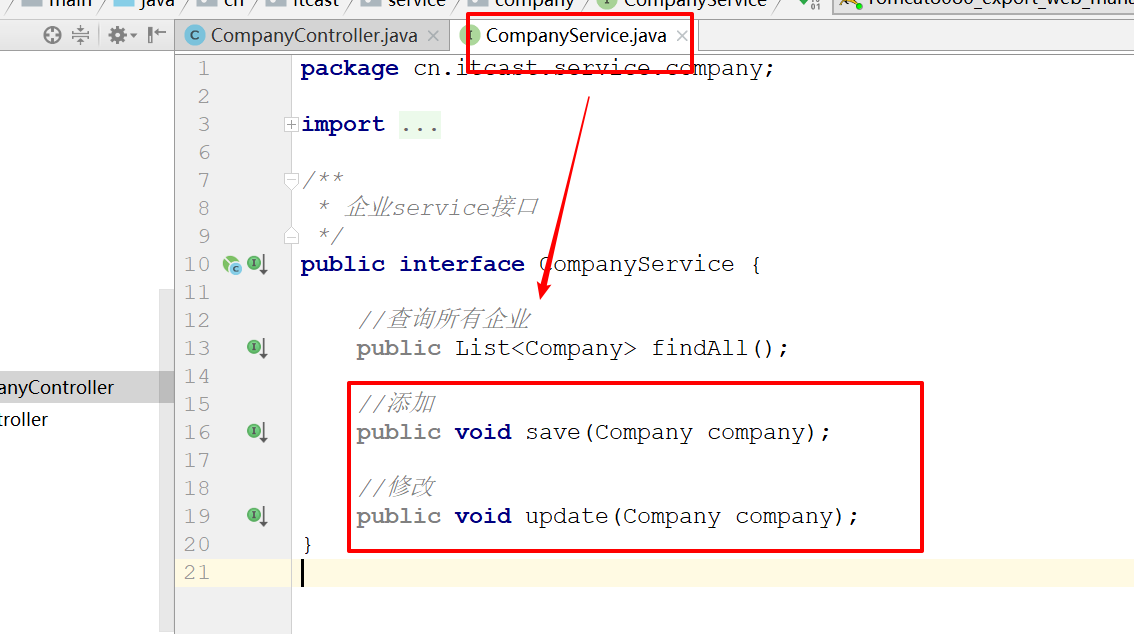 main java cn itcast service company CompanyService Tomcat8080_export_web_mana
CompanyController.java CompanyService.java
1 package cn.itcast.service.company;
2
3 import ...
6
7 /**
8 * 企业service接口
9 */
10 public interface CompanyService {
11
12 //查询所有企业
13 public List<Company> findAll();
14
15 //添加
16 public void save(Company company);
17
18 //修改
19 public void update(Company company);
20 }
21
anyController
troller